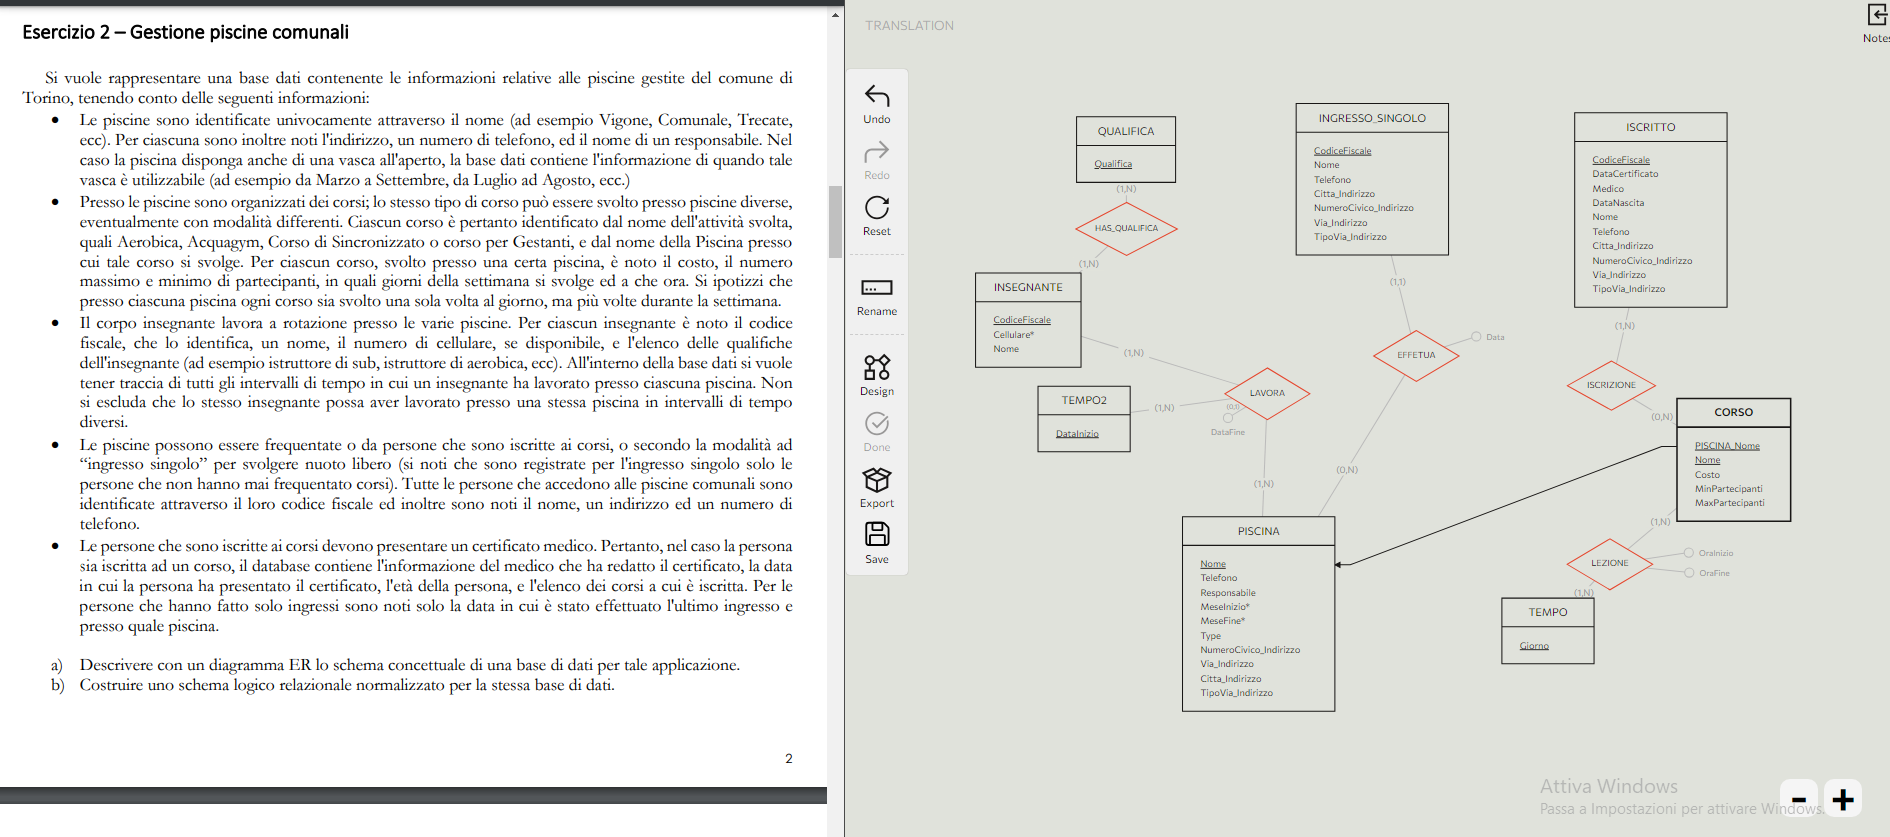 Esercizio 2 – Gestione piscine comunali
Si vuole rappresentare una base dati contenente le informazioni relative alle piscine gestite del comune di
Torino, tenendo conto delle seguenti informazioni:
• Le piscine sono identificate univocamente attraverso il nome (ad esempio Vigone, Comunale, Trecate,
ecc). Per ciascuna sono inoltre noti l'indirizzo, un numero di telefono, ed il nome di un responsabile. Nel
caso la piscina disponga anche di una vasca all'aperto, la base dati contiene l'informazione di quando tale
vasca è utilizzabile (ad esempio da Marzo a Settembre, da Luglio ad Agosto, ecc.)
• Presso le piscine sono organizzati dei corsi; lo stesso tipo di corso può essere svolto presso piscine diverse,
eventualmente con modalità differenti. Ciascun corso è pertanto identificato dal nome dell'attività svolta,
quali Aerobica, Acquagym, Corso di Sincronizzato o corso per Gestanti, e dal nome della Piscina presso
cui tale corso si svolge. Per ciascun corso, svolto presso una certa piscina, è noto il costo, il numero
massimo e minimo di partecipanti, in quali giorni della settimana si svolge ed a che ora. Si ipotizzi che
presso ciascuna piscina ogni corso sia svolto una sola volta al giorno, ma più volte durante la settimana.
• Il corpo insegnante lavora a rotazione presso le varie piscine. Per ciascun insegnante è noto il codice
fiscale, che lo identifica, un nome, il numero di cellulare, se disponibile, e l'elenco delle qualifiche
dell'insegnante (ad esempio istruttore di sub, istruttore di aerobica, ecc). All'interno della base dati si vuole
tener traccia di tutti gli intervalli di tempo in cui un insegnante ha lavorato presso ciascuna piscina. Non
si escluda che lo stesso insegnante possa aver lavorato presso una stessa piscina in intervalli di tempo
diversi.
• Le piscine possono essere frequentate o da persone che sono iscritte ai corsi, o secondo la modalità ad
“ingresso singolo” per svolgere nuoto libero (si noti che sono registrate per l'ingresso singolo solo le
persone che non hanno mai frequentato corsi). Tutte le persone che accedono alle piscine comunali sono
identificate attraverso il loro codice fiscale ed inoltre sono noti il nome, un indirizzo ed un numero di
telefono.
• Le persone che sono iscritte ai corsi devono presentare un certificato medico. Pertanto, nel caso la persona
sia iscritta ad un corso, il database contiene l'informazione del medico che ha redatto il certificato, la data
in cui la persona ha presentato il certificato, l'età della persona, e l'elenco dei corsi a cui è iscritta. Per le
persone che hanno fatto solo ingressi sono noti solo la data in cui è stato effettuato l'ultimo ingresso e
presso quale piscina.
a) Descrivere con un diagramma ER lo schema concettuale di una base di dati per tale applicazione.
b) Costruire uno schema logico relazionale normalizzato per la stessa base di dati.
2
TRANSLATION
Notes
Undo
Redo
Reset
Rename
Design
Done
Export
Save
QUALIFICA
Qualifica
(1,N)
HAS_QUALIFICA
(1,N)
INSEGNANTE
CodiceFiscale
Cellulare*
Nome
(1,N)
TEMPO2
DataInizio
(1,N)
LAVORA
(0,1)
DataFine
(1,N)
INGRESSO_SINGOLO
CodiceFiscale
Nome
Telefono
Citta_Indirizzo
NumeroCivico_Indirizzo
Via_Indirizzo
TipoVia_Indirizzo
(1,1)
EFFETUA
Data
(0,N)
PISCINA
Nome
Telefono
Responsabile
MeseInizio*
MeseFine*
Type
NumeroCivico_Indirizzo
Via_Indirizzo
Citta_Indirizzo
TipoVia_Indirizzo
ISCRITTO
CodiceFiscale
DataCertificato
Medico
DataNascita
Nome
Telefono
Citta_Indirizzo
NumeroCivico_Indirizzo
Via_Indirizzo
TipoVia_Indirizzo
(1,N)
ISCRIZIONE
(0,N)
CORSO
PISCINA_Nome
Nome
Costo
MinPartecipanti
MaxPartecipanti
(1,N)
LEZIONE
OraInizio
OraFine
(1,N)
TEMPO
Giorno
Attiva Windows
Passa a Impostazioni per attivare Windows.
- +